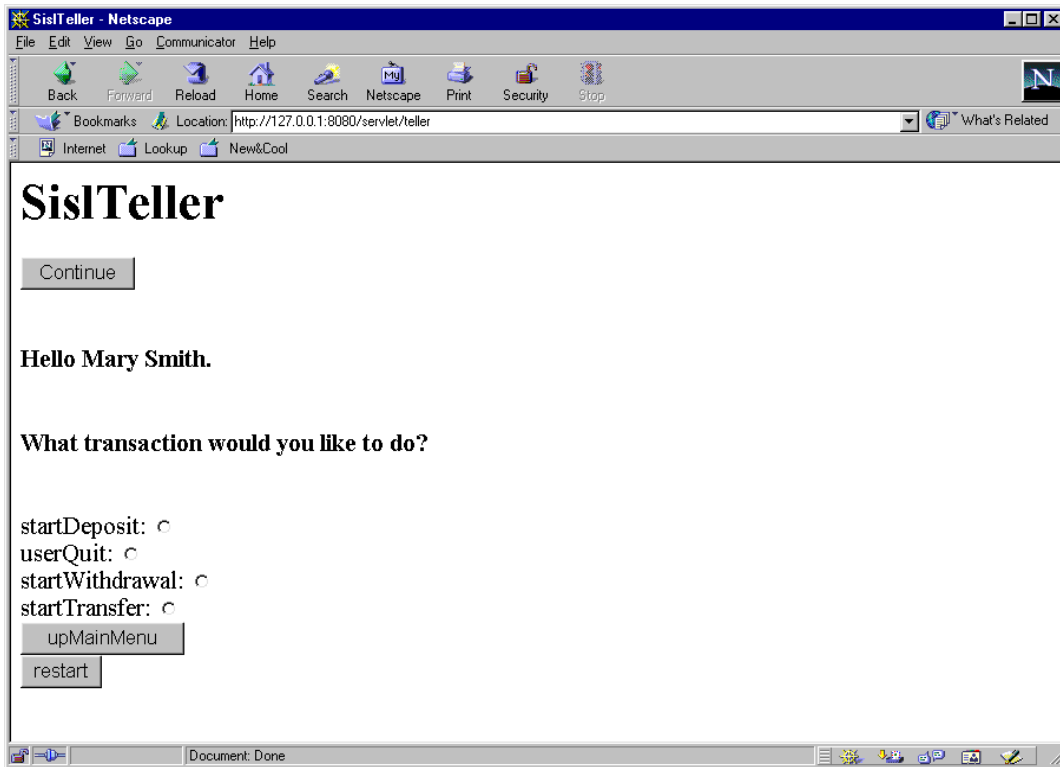 SislTeller - Netscape
File Edit View Go Communicator Help
Back Forward Reload Home Search Netscape Print Security Stop
My
N
Bookmarks Location: http://127.0.0.1:8080/servlet/teller What's Related
Internet Lookup New&Cool
SislTeller
Continue
Hello Mary Smith.
What transaction would you like to do?
startDeposit:
userQuit:
startWithdrawal:
startTransfer:
upMainMenu
restart
Document: Done